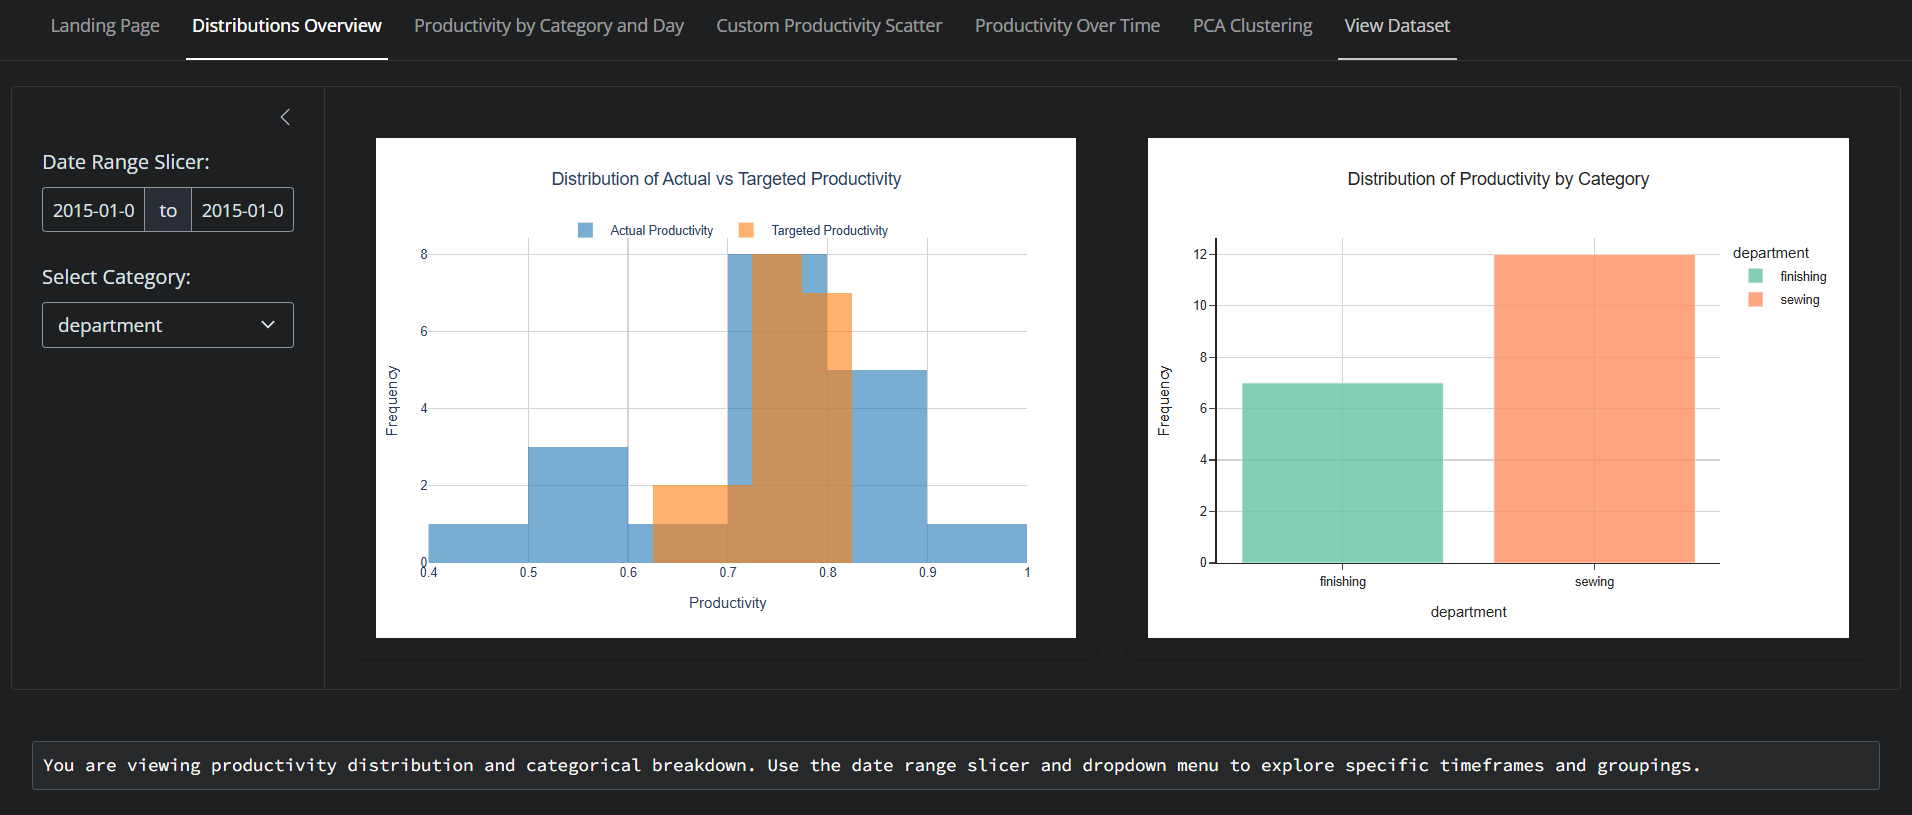 Landing Page Distributions Overview Productivity by Category and Day Custom Productivity Scatter Productivity Over Time PCA Clustering View Dataset
Date Range Slicer:
2015-01-0 to 2015-01-0
Select Category:
department
Distribution of Actual vs Targeted Productivity
Actual Productivity Targeted Productivity
8
6
4
2
0
Frequency
0.4 0.5 0.6 0.7 0.8 0.9 1
Productivity
Distribution of Productivity by Category
department
finishing
sewing
12
10
8
6
4
2
0
Frequency
finishing sewing
department
You are viewing productivity distribution and categorical breakdown. Use the date range slicer and dropdown menu to explore specific timeframes and groupings.